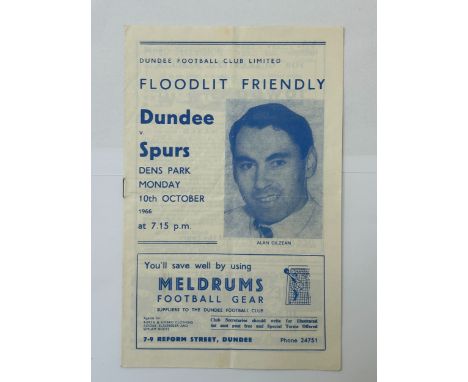 DUNDEE FOOTBALL CLUB LIMITED
FLOODLIT FRIENDLY
Dundee
v.
Spurs
DENS PARK
MONDAY
10th OCTOBER
1966
at 7.15 p.m.
ALAN GILZEAN
You'll save well by using
MELDRUMS
FOOTBALL GEAR
SUPPLIERS TO THE DUNDEE FOOTBALL CLUB
Club Secretaries should write for Illustrated
list and post free and Special Terms Offered
7-9 REFORM STREET, DUNDEE
Phone 24751